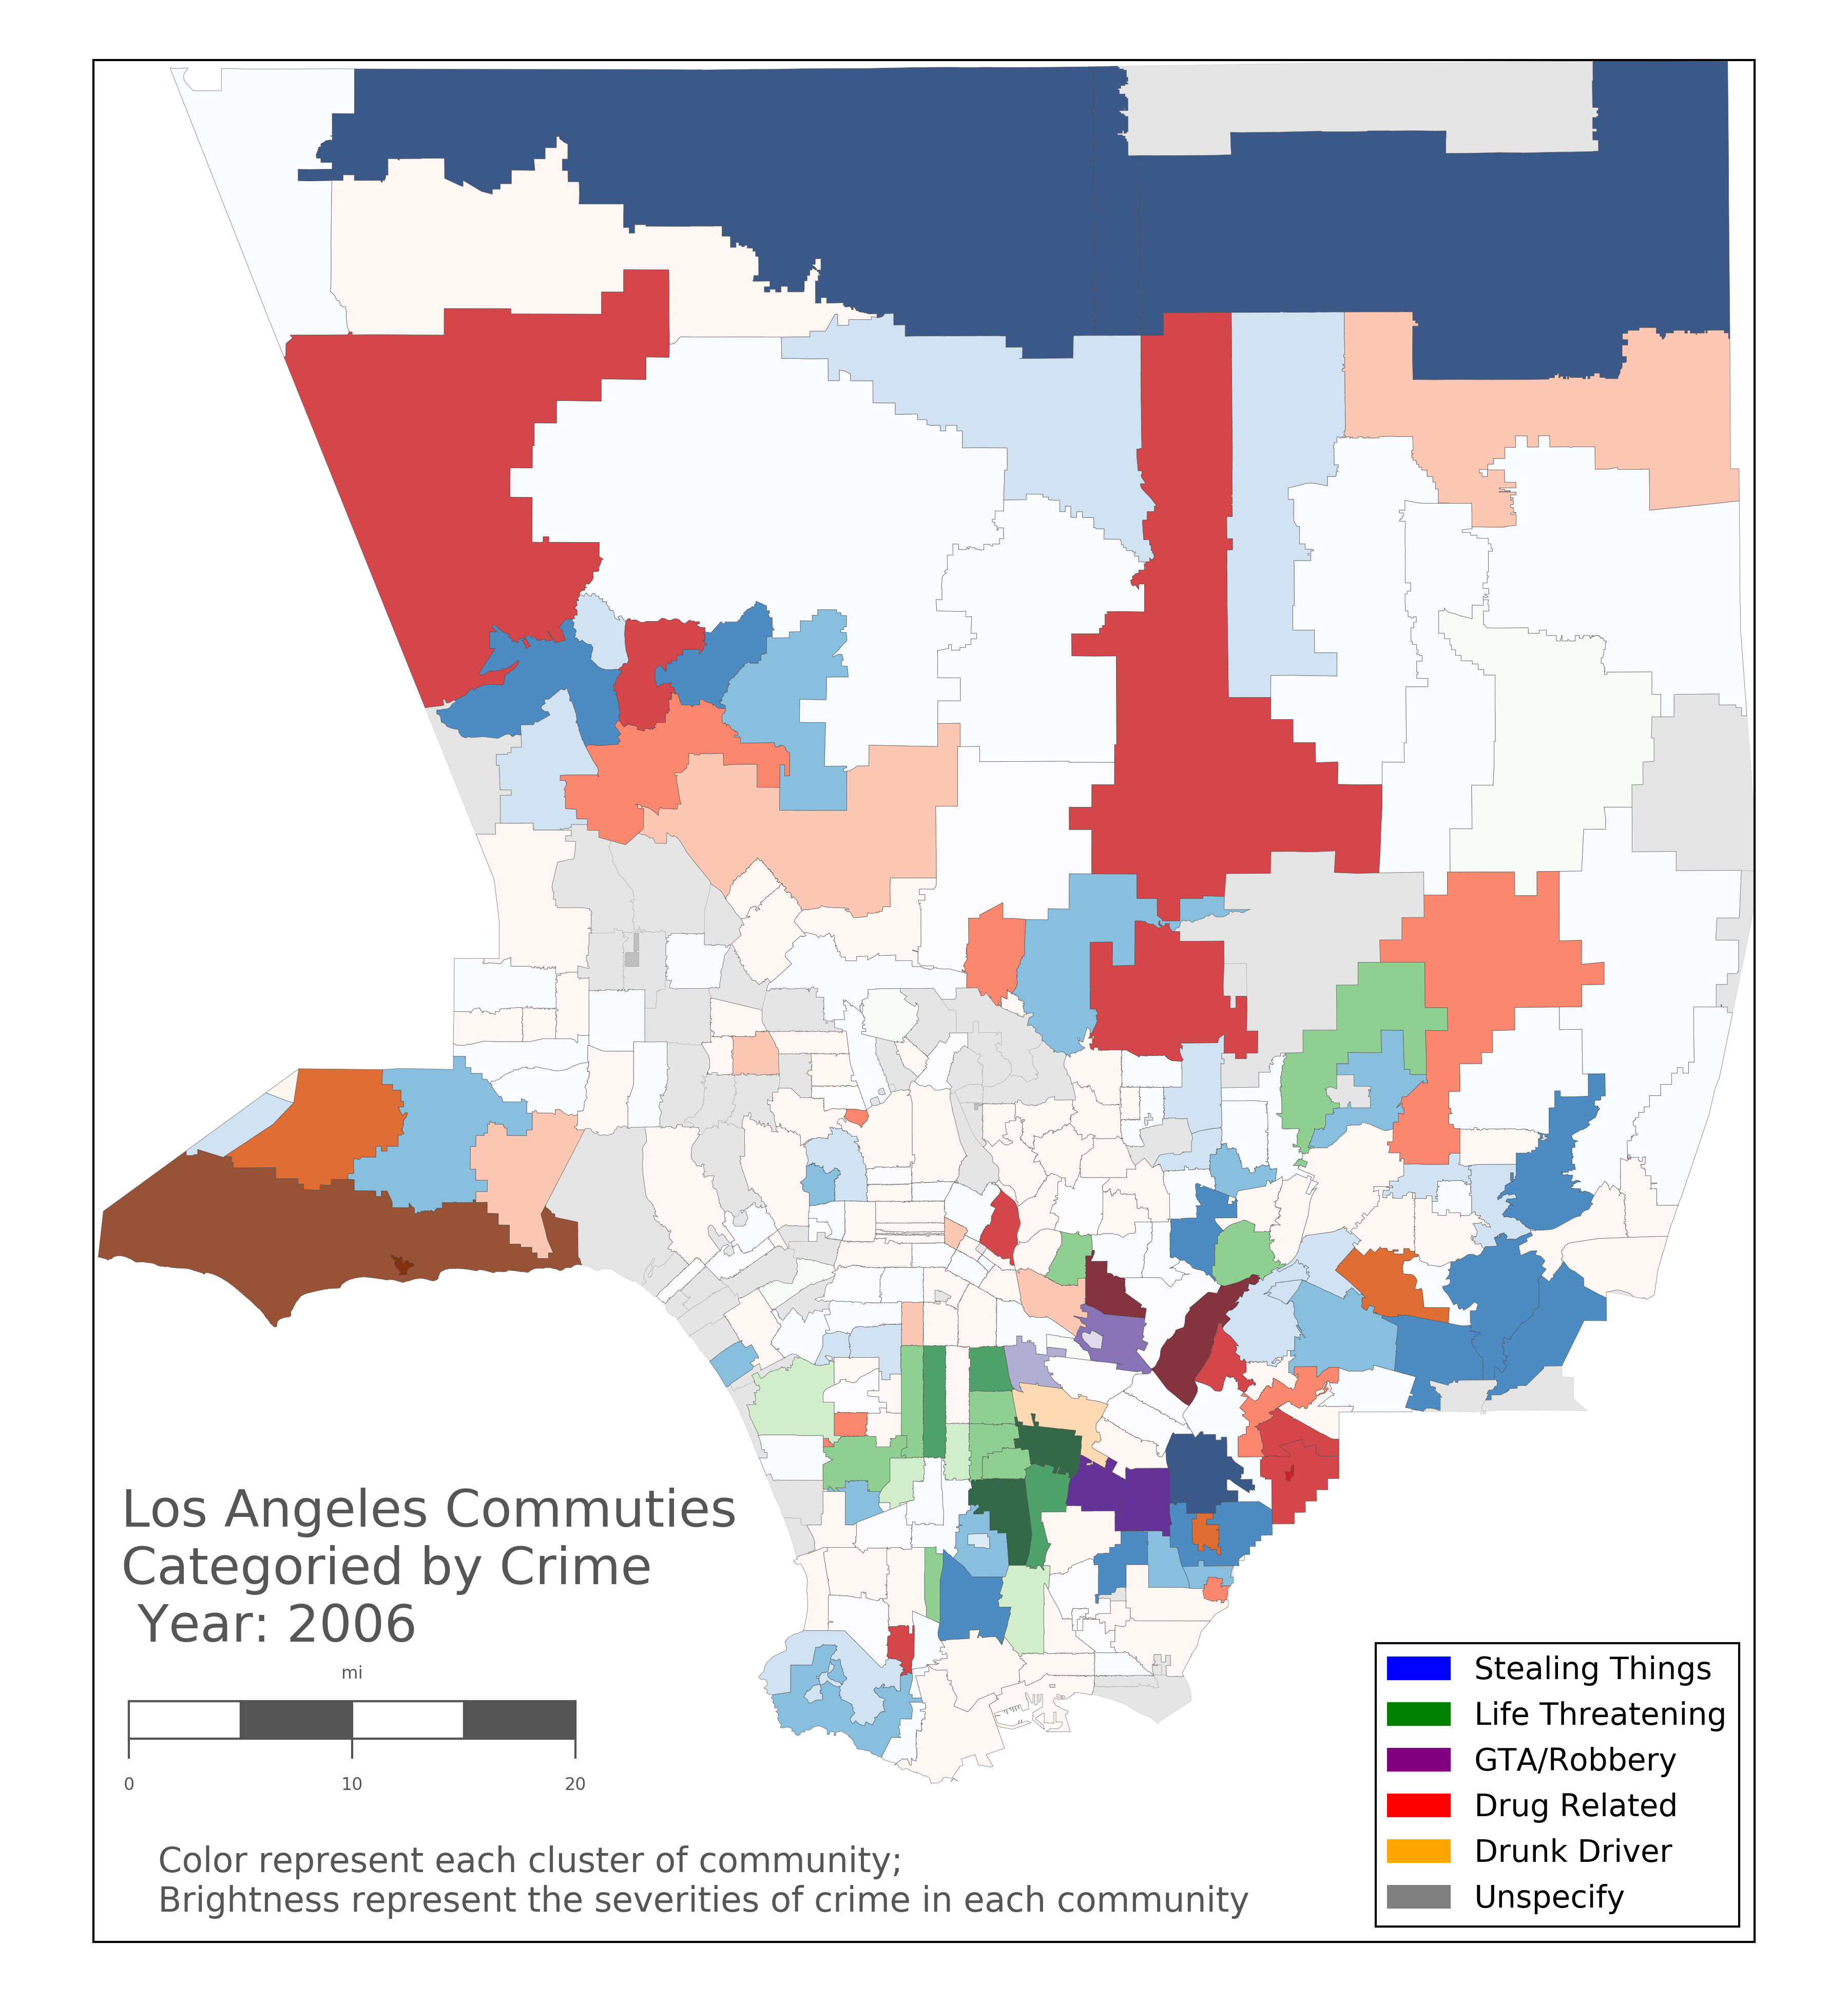 Los Angeles Commuties
Categoried by Crime
Year: 2006
mi
0 10 20
Color represent each cluster of community;
Brightness represent the severities of crime in each community
Stealing Things
Life Threatening
GTA/Robbery
Drug Related
Drunk Driver
Unspecify